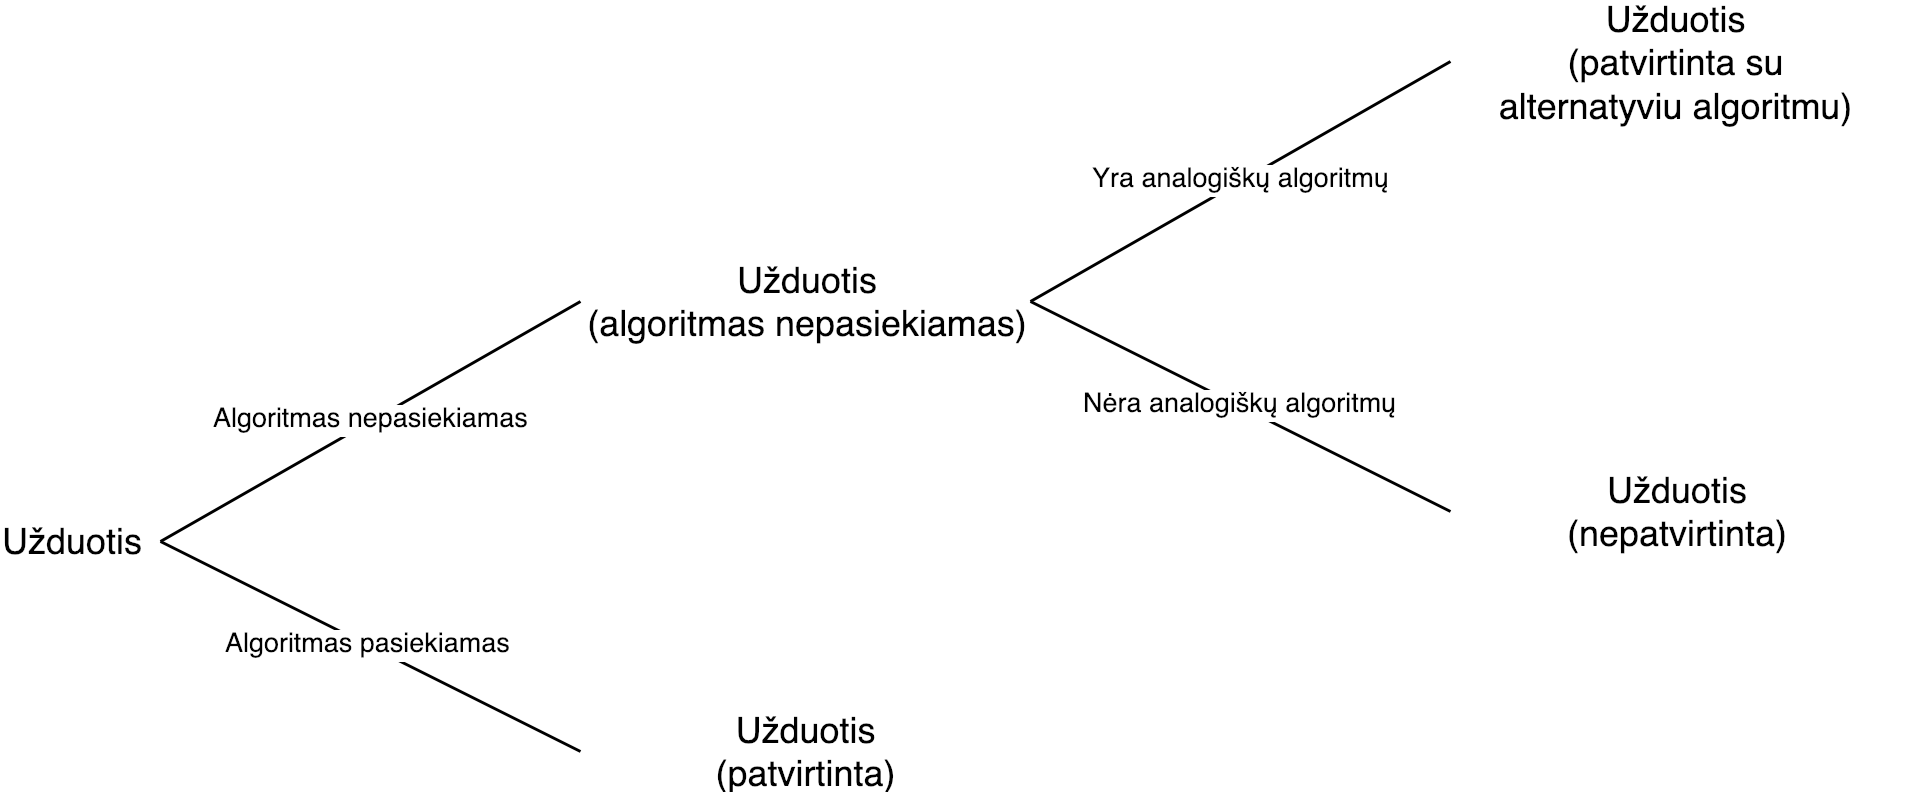 Užduotis
(patvirtinta su
alternatyviu algoritmu)
Yra analogiškų algoritmų
Užduotis
(algoritmas nepasiekiamas)
Nėra analogiškų algoritmų
Algoritmas nepasiekiamas
Užduotis
(nepatvirtinta)
Užduotis
Algoritmas pasiekiamas
Užduotis
(patvirtinta)